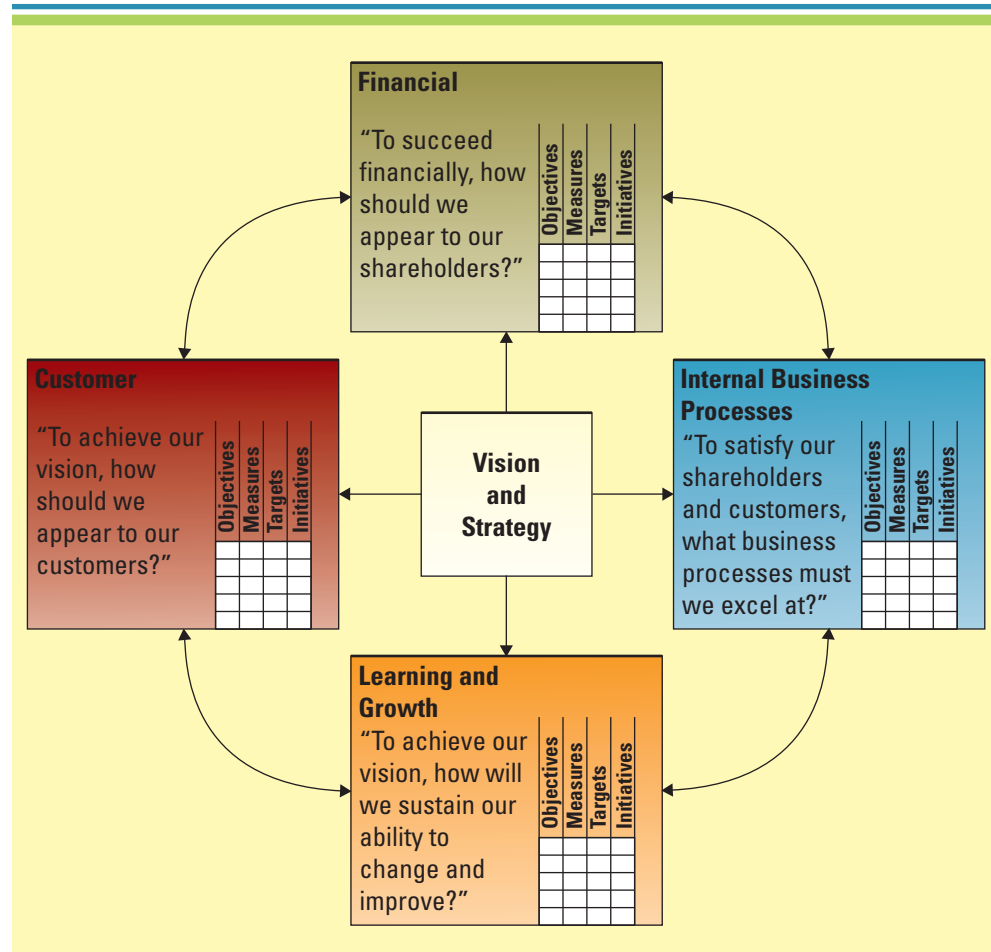 Financial
“To succeed
financially, how
should we
appear to our
shareholders?”
Objectives
Measures
Targets
Initiatives
Customer
“To achieve our
vision, how
should we
appear to our
customers?”
Objectives
Measures
Targets
Initiatives
Vision
and
Strategy
Internal Business
Processes
“To satisfy our
shareholders
and customers,
what business
processes must
we excel at?”
Objectives
Measures
Targets
Initiatives
Learning and
Growth
“To achieve our
vision, how will
we sustain our
ability to
change and
improve?”
Objectives
Measures
Targets
Initiatives